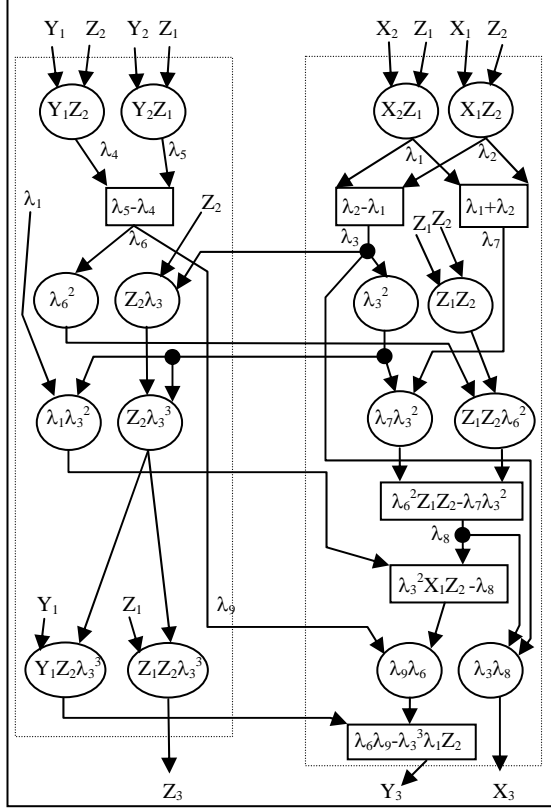 Y₁ Z₂ Y₂ Z₁ X₂ Z₁ X₁ Z₂
Y₁Z₂ Y₂Z₁ X₂Z₁ X₁Z₂
λ₄ λ₅ λ₁ λ₂
λ₁ λ₅-λ₄ Z₂ λ₂-λ₁ λ₁+λ₂
λ₆ λ₃ Z₁Z₂ λ₇
λ₆² Z₂λ₃ λ₃² Z₁Z₂
λ₁λ₃² Z₂λ₃³ λ₇λ₃² Z₁Z₂λ₆²
λ₆²Z₁Z₂-λ₇λ₃²
λ₈
λ₃²X₁Z₂ -λ₈
Y₁ Z₁ λ₉
Y₁Z₂λ₃³ Z₁Z₂λ₃³ λ₉λ₆ λ₃λ₈
λ₆λ₉-λ₃³λ₁Z₂
Z₃ Y₃ X₃